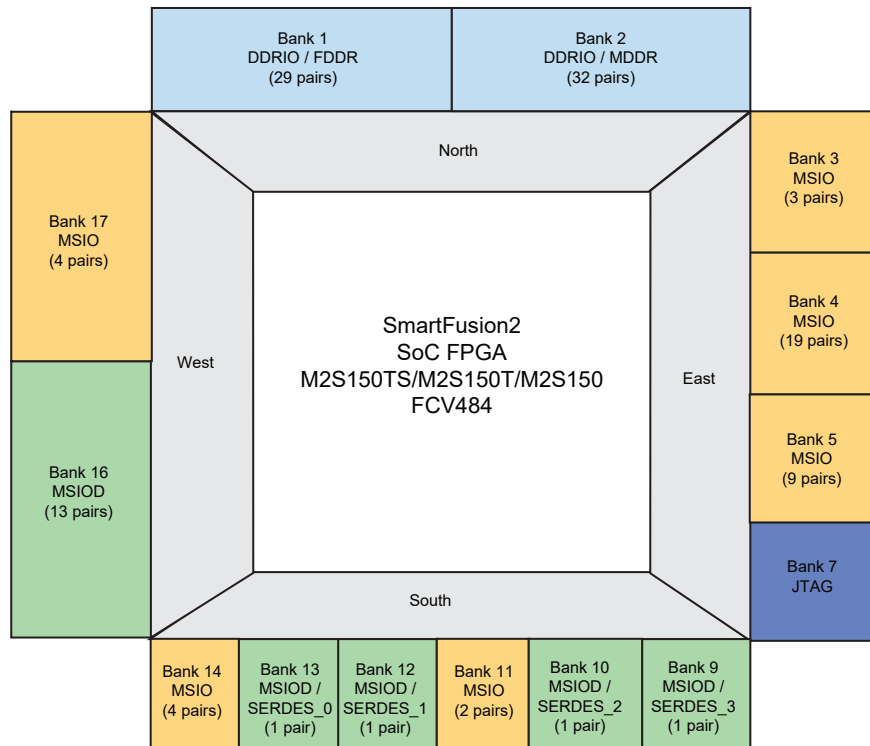 Bank 1
DDRIO / FDDR
(29 pairs)
Bank 2
DDRIO / MDDR
(32 pairs)
North
Bank 17
MSIO
(4 pairs)
Bank 3
MSIO
(3 pairs)
Bank 4
MSIO
(19 pairs)
SmartFusion2
SoC FPGA
M2S150TS/M2S150T/M2S150
FCV484
West
East
Bank 16
MSIOD
(13 pairs)
Bank 5
MSIO
(9 pairs)
Bank 7
JTAG
South
Bank 14
MSIO
(4 pairs)
Bank 13
MSIOD /
SERDES_0
(1 pair)
Bank 12
MSIOD /
SERDES_1
(1 pair)
Bank 11
MSIO
(2 pairs)
Bank 10
MSIOD /
SERDES_2
(1 pair)
Bank 9
MSIOD /
SERDES_3
(1 pair)